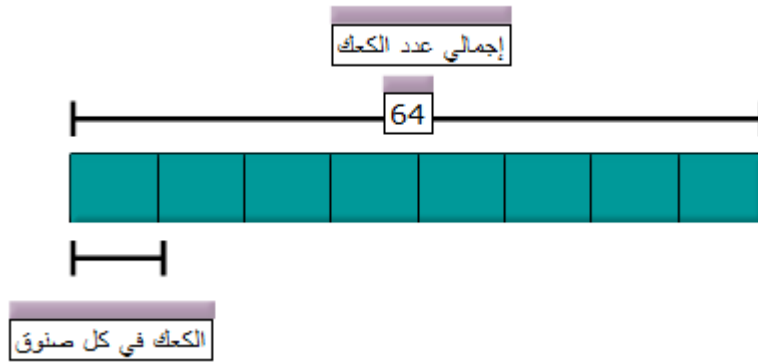 إجمالي عدد الكعك
64
الكعك في كل صنوق